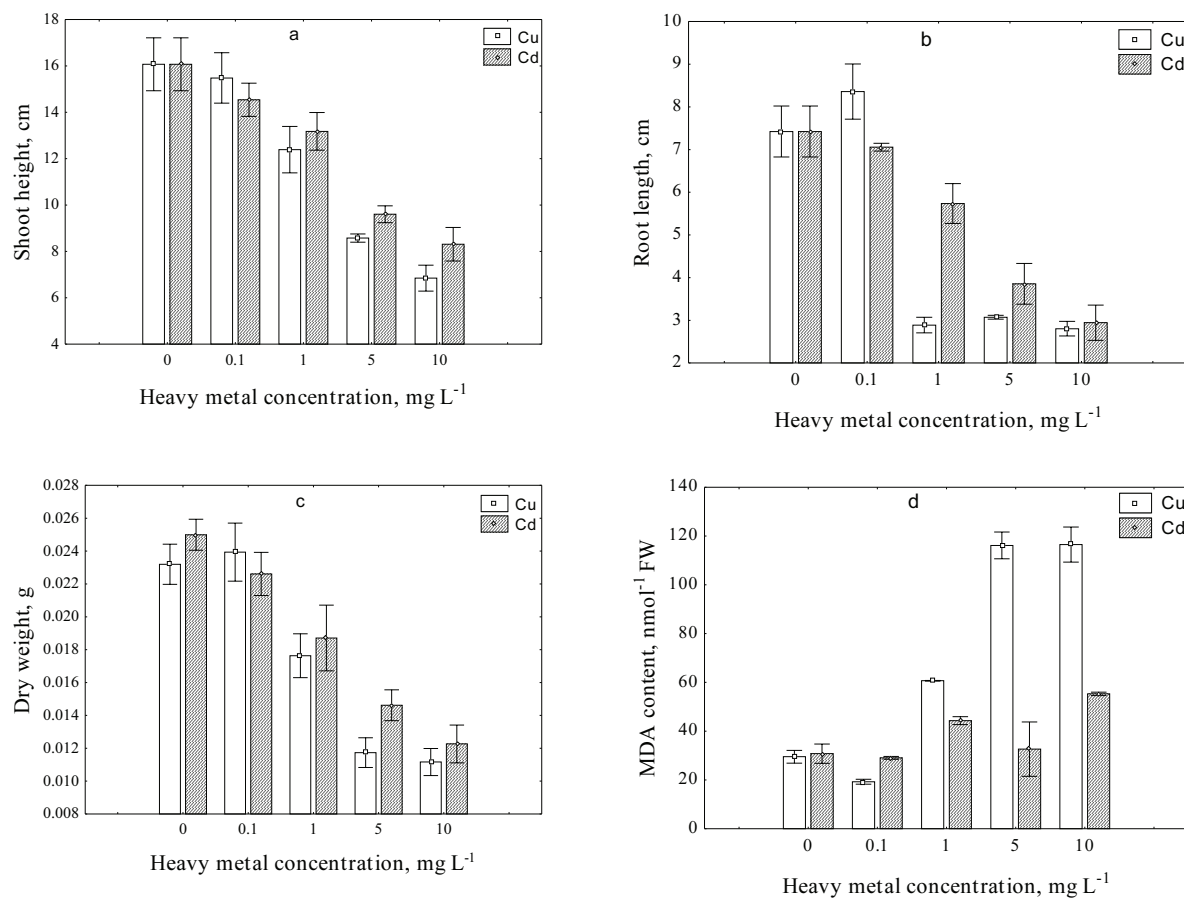 a
Cu
Cd
Shoot height, cm
18
16
14
12
10
8
6
4
0 0.1 1 5 10
Heavy metal concentration, mg L⁻¹
b
Cu
Cd
Root length, cm
10
9
8
7
6
5
4
3
2
0 0.1 1 5 10
Heavy metal concentration, mg L⁻¹
c
Cu
Cd
Dry weight, g
0.028
0.026
0.024
0.022
0.020
0.018
0.016
0.014
0.012
0.010
0.008
0 0.1 1 5 10
Heavy metal concentration, mg L⁻¹
d
Cu
Cd
MDA content, nmol⁻¹ FW
140
120
100
80
60
40
20
0
0 0.1 1 5 10
Heavy metal concentration, mg L⁻¹